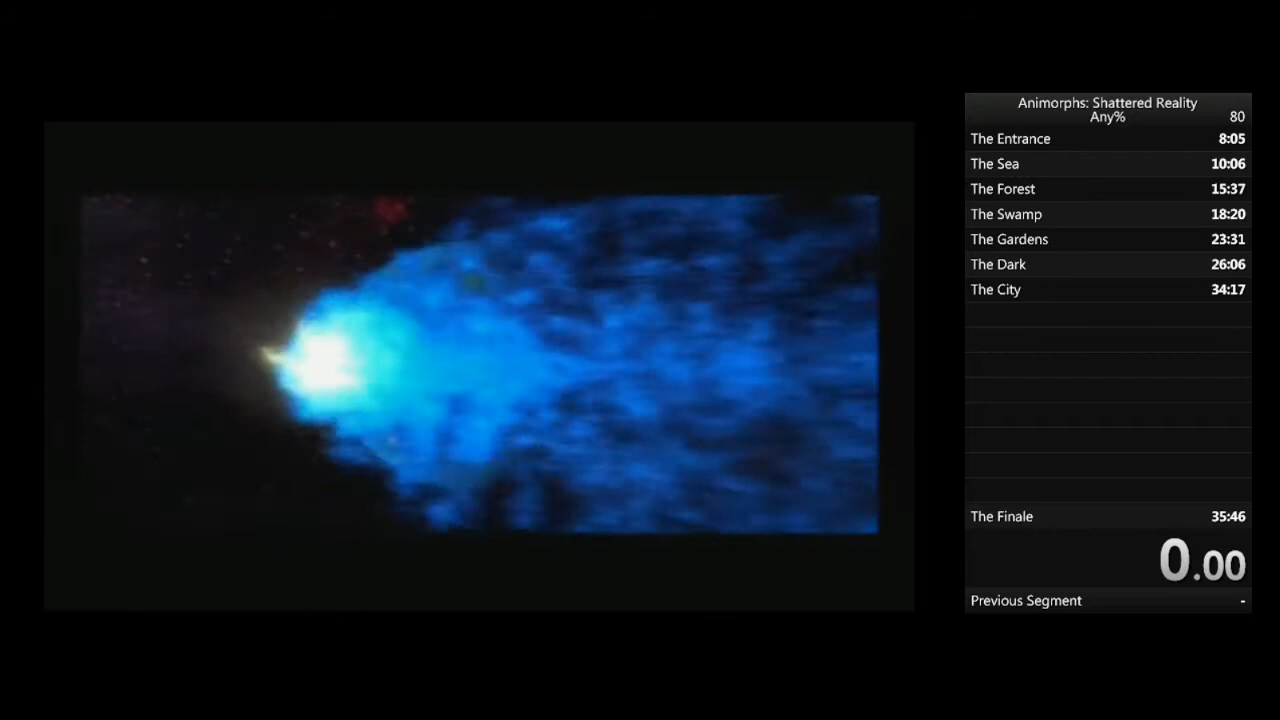 Animorphs: Shattered Reality
Any% 80
The Entrance 8:05
The Sea 10:06
The Forest 15:37
The Swamp 18:20
The Gardens 23:31
The Dark 26:06
The City 34:17
The Finale 35:46
0.00
Previous Segment -